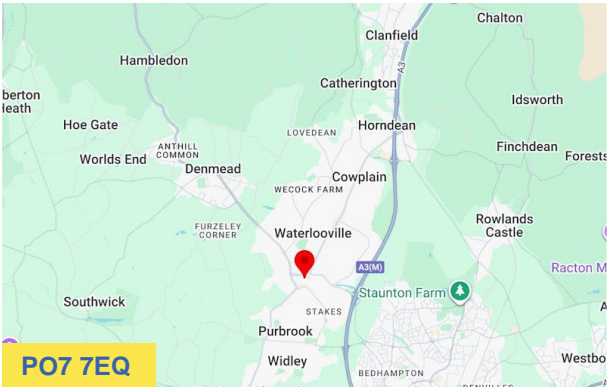 Chalton
Clanfield
Hambledon
A3
Catherington
berton
Heath
Idsworth
Hoe Gate
LOVEDEAN
Horndean
Worlds End
ANTHILL
COMMON
Finchdean
Forests
Denmead
Cowplain
WECOCK FARM
FURZELEY
CORNER
Waterlooville
Rowlands
Castle
A3(M)
Racton M
Staunton Farm
Southwick
STAKES
Purbrook
Widley
Westbo
BEDHAMPTON
PO7 7EQ